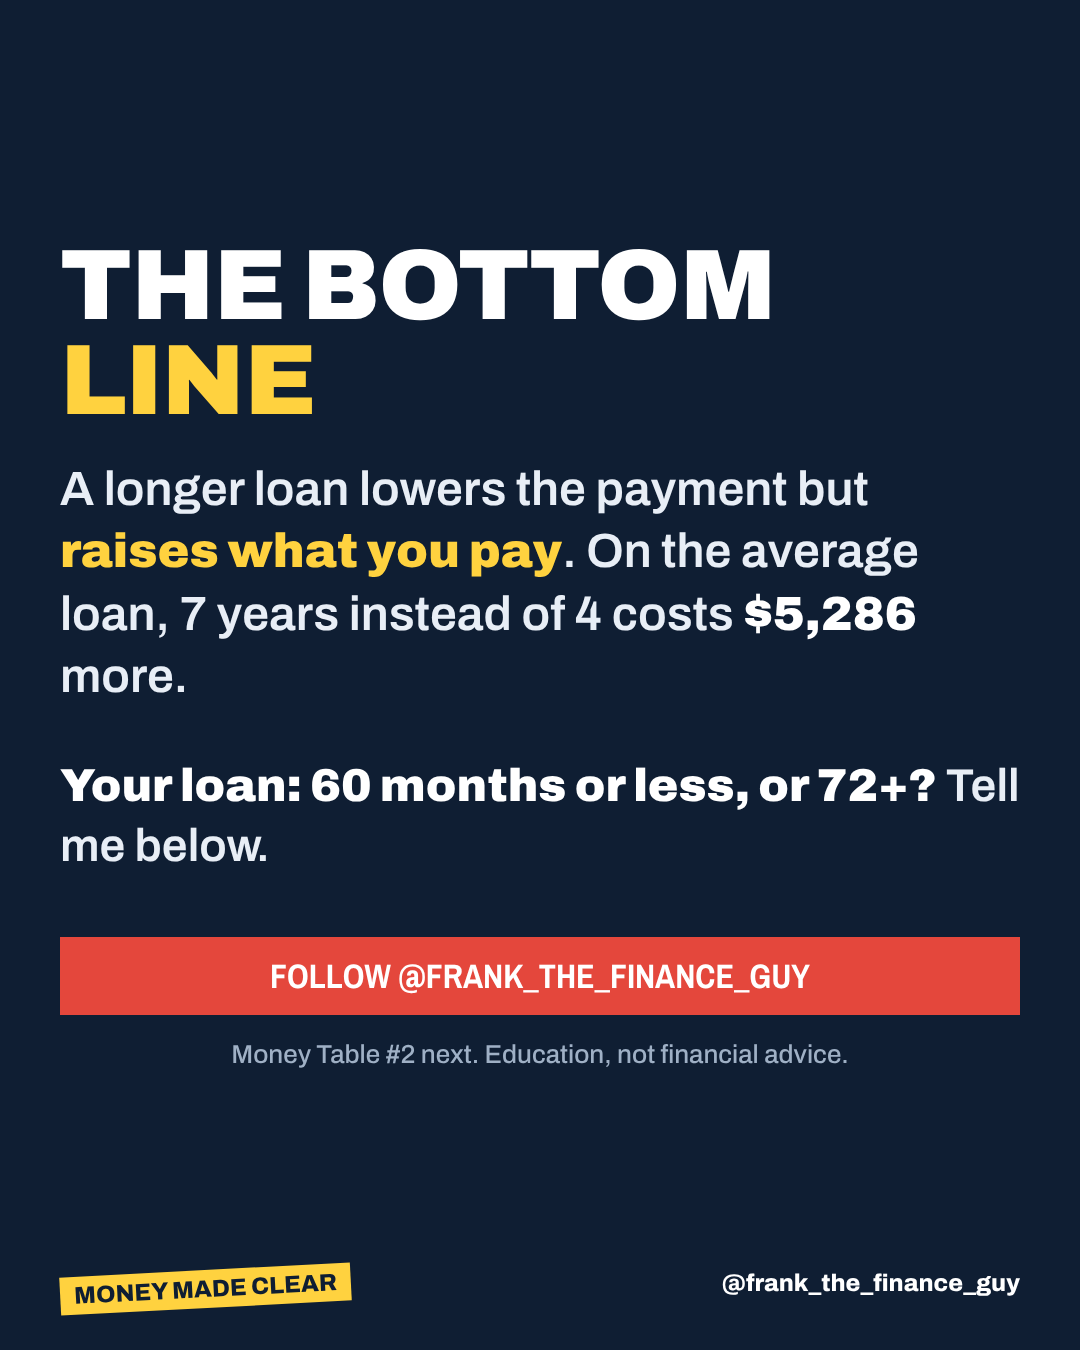 THE BOTTOM
LINE
A longer loan lowers the payment but
raises what you pay. On the average
loan, 7 years instead of 4 costs $5,286
more.
Your loan: 60 months or less, or 72+? Tell
me below.
FOLLOW @FRANK_THE_FINANCE_GUY
Money Table #2 next. Education, not financial advice.
MONEY MADE CLEAR
@frank_the_finance_guy